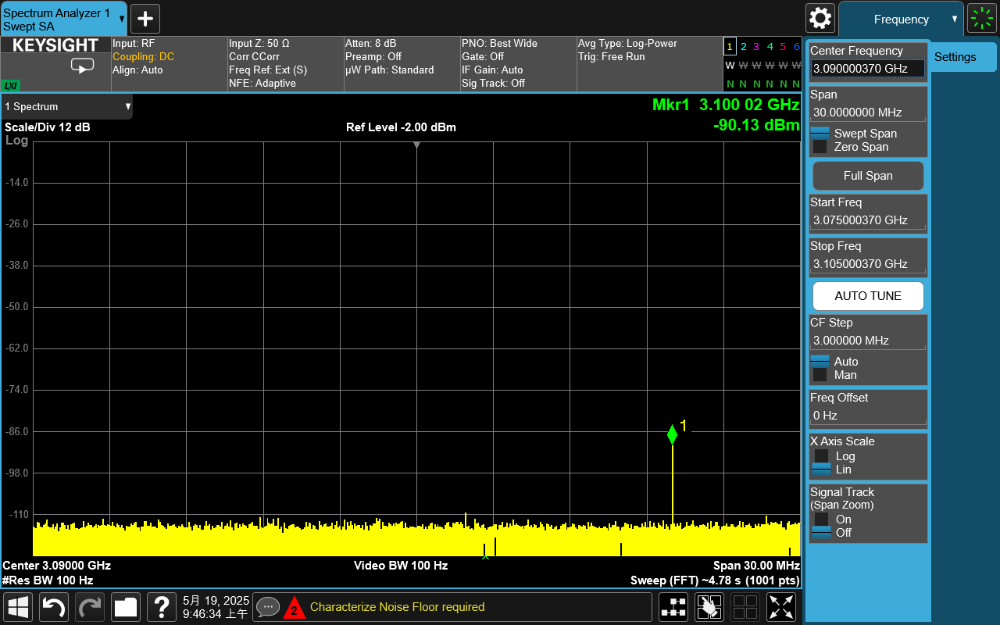 Spectrum Analyzer 1
Swept SA
Frequency
Settings
KEYSIGHT
LXI
Input: RF
Coupling: DC
Align: Auto
Input Z: 50 Ω
Corr CCorr
Freq Ref: Ext (S)
NFE: Adaptive
Atten: 8 dB
Preamp: Off
µW Path: Standard
PNO: Best Wide
Gate: Off
IF Gain: Auto
Sig Track: Off
Avg Type: Log-Power
Trig: Free Run
1 2 3 4 5 6
W W W W W W
N N N N N N
1 Spectrum
Mkr1 3.100 02 GHz
-90.13 dBm
Scale/Div 12 dB
Ref Level -2.00 dBm
Log
-14.0
-26.0
-38.0
-50.0
-62.0
-74.0
-86.0
-98.0
-110
1
Center 3.09000 GHz
Video BW 100 Hz
Span 30.00 MHz
#Res BW 100 Hz
Sweep (FFT) ~4.78 s (1001 pts)
Center Frequency
3.090000370 GHz
Span
30.0000000 MHz
Swept Span
Zero Span
Full Span
Start Freq
3.075000370 GHz
Stop Freq
3.105000370 GHz
AUTO TUNE
CF Step
3.000000 MHz
Auto
Man
Freq Offset
0 Hz
X Axis Scale
Log
Lin
Signal Track
(Span Zoom)
On
Off
?
5月 19, 2025
9:46:34 上午
2
Characterize Noise Floor required